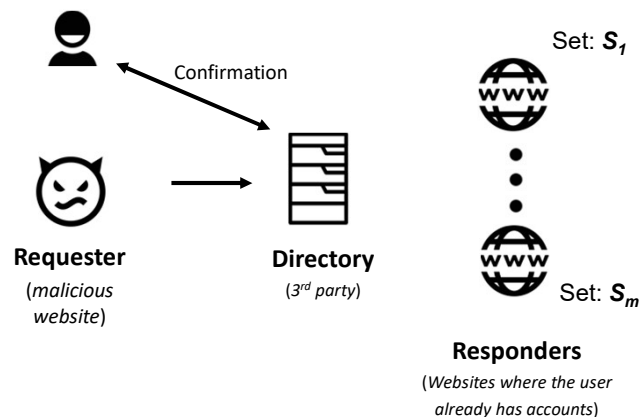 Confirmation
Set: S1
www
www
Set: Sm
Requester
(malicious
website)
Directory
(3rd party)
Responders
(Websites where the user
already has accounts)